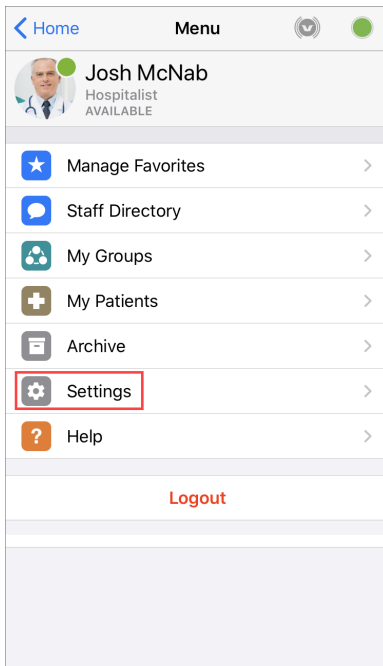 Home Menu
Josh McNab
Hospitalist
AVAILABLE
Manage Favorites
Staff Directory
My Groups
My Patients
Archive
Settings
? Help
Logout